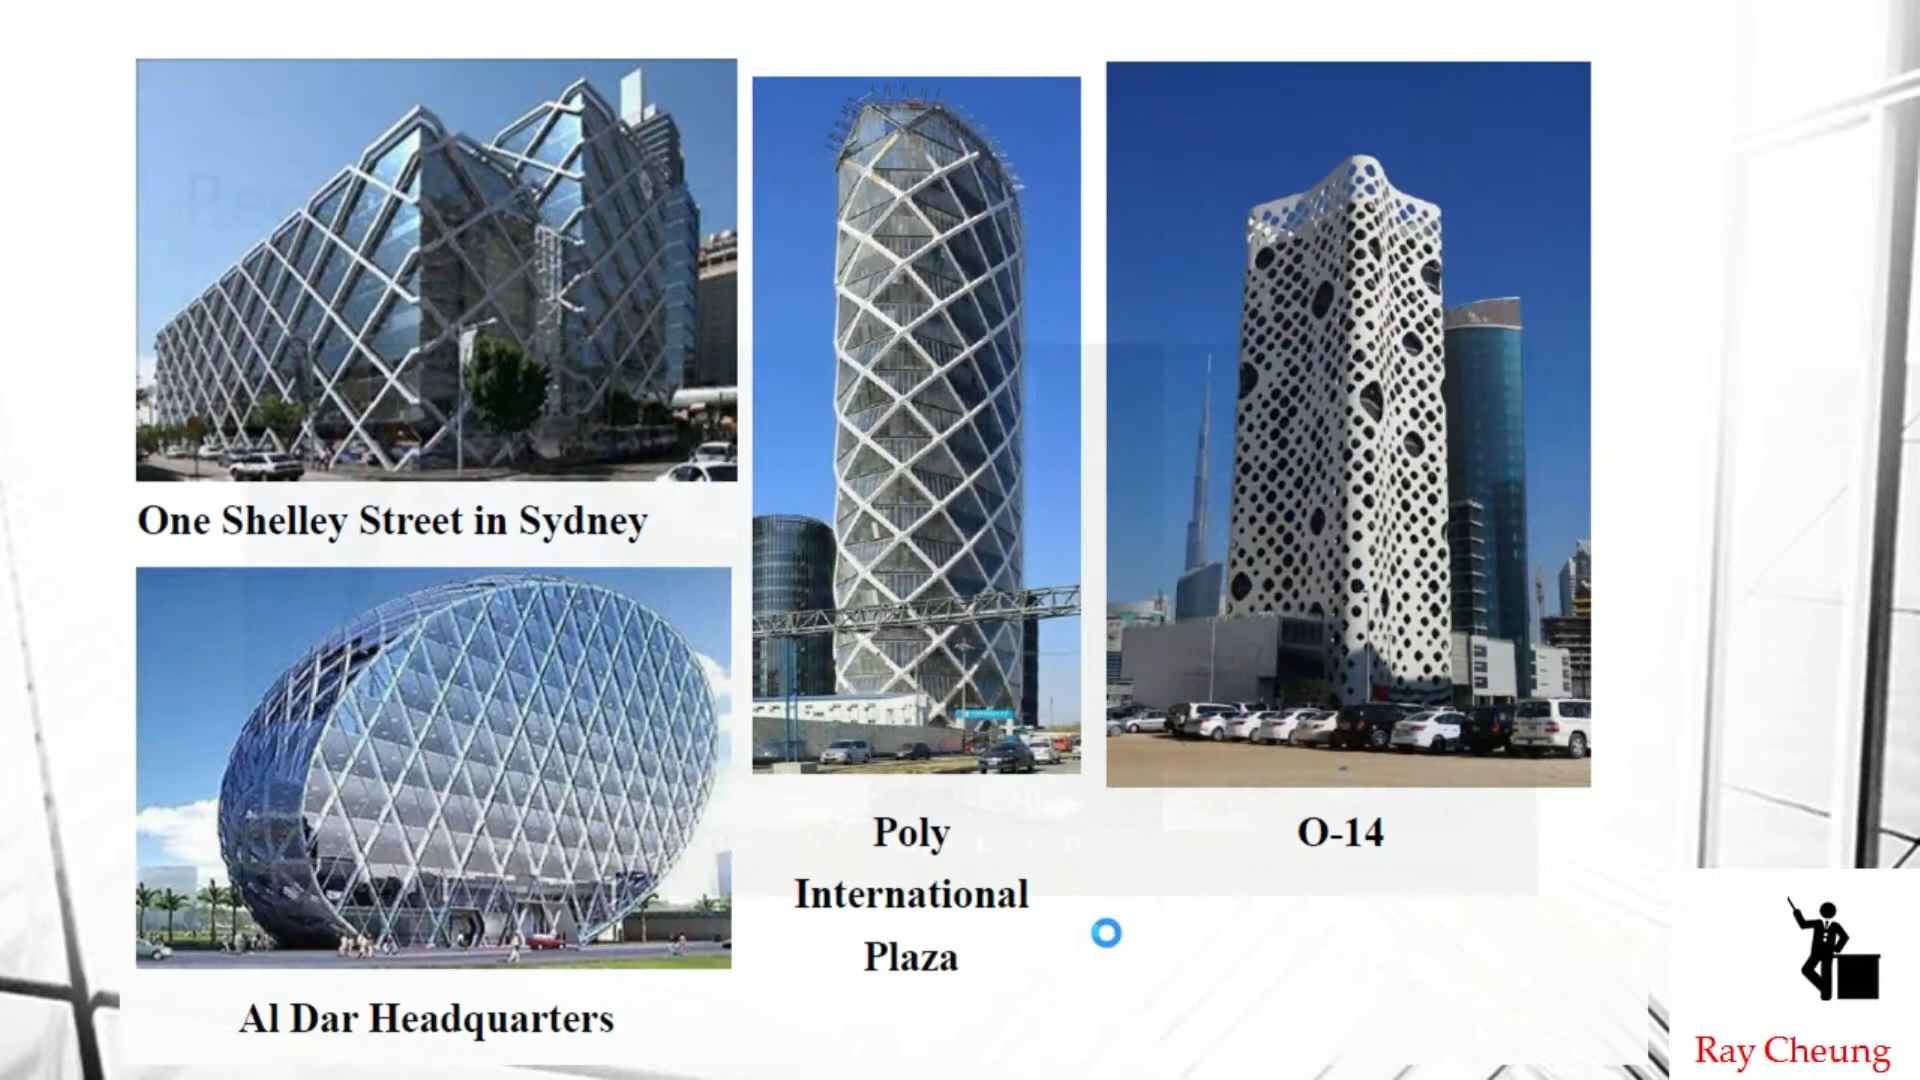 One Shelley Street in Sydney
Al Dar Headquarters
Poly
International
Plaza
O-14
Ray Cheung